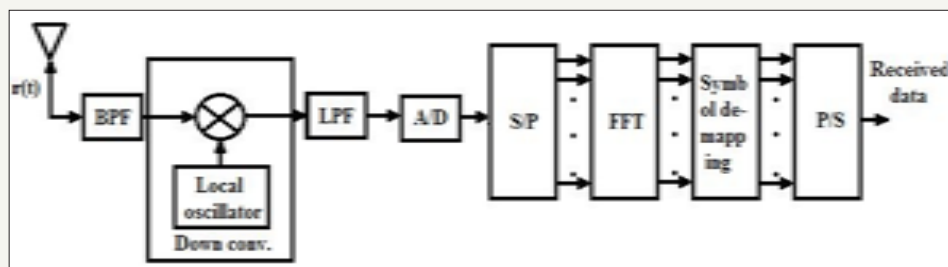 r(t)
BPF
Local
oscillator
Down conv.
LPF
A/D
S/P
FFT
Symb
ol de-
mapp
ing
P/S
Received
data